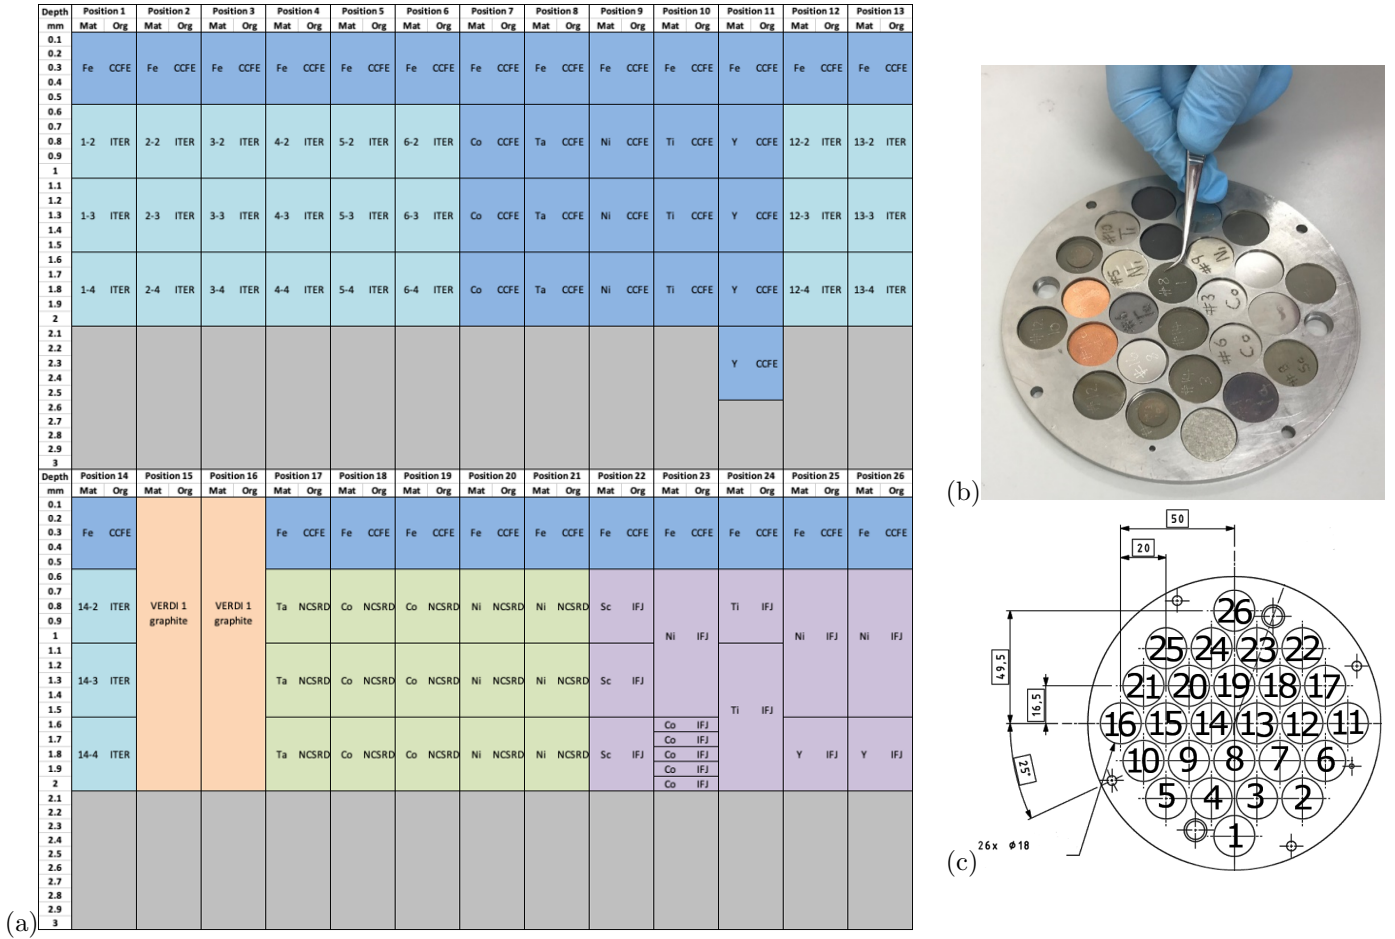 Depth Position 1 Position 2 Position 3 Position 4 Position 5 Position 6 Position 7 Position 8 Position 9 Position 10 Position 11 Position 12 Position 13
mm Mat Org Mat Org Mat Org Mat Org Mat Org Mat Org Mat Org Mat Org Mat Org Mat Org Mat Org Mat Org Mat Org
0.1
0.2
0.3 Fe CCFE Fe CCFE Fe CCFE Fe CCFE Fe CCFE Fe CCFE Fe CCFE Fe CCFE Fe CCFE Fe CCFE Fe CCFE Fe CCFE Fe CCFE
0.4
0.5
0.6
0.7
0.8 1-2 ITER 2-2 ITER 3-2 ITER 4-2 ITER 5-2 ITER 6-2 ITER Co CCFE Ta CCFE Ni CCFE Ti CCFE Y CCFE 12-2 ITER 13-2 ITER
0.9
1
1.1
1.2
1.3 1-3 ITER 2-3 ITER 3-3 ITER 4-3 ITER 5-3 ITER 6-3 ITER Co CCFE Ta CCFE Ni CCFE Ti CCFE Y CCFE 12-3 ITER 13-3 ITER
1.4
1.5
1.6
1.7
1.8 1-4 ITER 2-4 ITER 3-4 ITER 4-4 ITER 5-4 ITER 6-4 ITER Co CCFE Ta CCFE Ni CCFE Ti CCFE Y CCFE 12-4 ITER 13-4 ITER
1.9
2
2.1
2.2
2.3 Y CCFE
2.4
2.5
2.6
2.7
2.8
2.9
3
Depth Position 14 Position 15 Position 16 Position 17 Position 18 Position 19 Position 20 Position 21 Position 22 Position 23 Position 24 Position 25 Position 26
mm Mat Org Mat Org Mat Org Mat Org Mat Org Mat Org Mat Org Mat Org Mat Org Mat Org Mat Org Mat Org Mat Org
0.1
0.2
0.3 Fe CCFE Fe CCFE Fe CCFE Fe CCFE Fe CCFE Fe CCFE Fe CCFE Fe CCFE Fe CCFE Fe CCFE Fe CCFE
0.4
0.5
0.6
0.7
0.8 14-2 ITER VERDI 1 VERDI 1 Ta NCSRD Co NCSRD Co NCSRD Ni NCSRD Ni NCSRD Sc IFJ Ti IFJ
0.9 graphite graphite
1 Ni IFJ Ni IFJ Ni IFJ
1.1
1.2
1.3 14-3 ITER Ta NCSRD Co NCSRD Co NCSRD Ni NCSRD Ni NCSRD Sc IFJ
1.4
1.5 Ti IFJ
1.6 Co IFJ
1.7 Co IFJ
1.8 14-4 ITER Ta NCSRD Co NCSRD Co NCSRD Ni NCSRD Ni NCSRD Sc IFJ Co IFJ Y IFJ Y IFJ
1.9 Co IFJ
2 Co IFJ
2.1
2.2
2.3
2.4
2.5
2.6
2.7
2.8
2.9
3
(a)
Ni
#9
Ni
#5
#8
#3
Co
Co
#6
(b)
50
20
49,5
16,5
25°
26x ø18
26
25 24 23 22
21 20 19 18 17
16 15 14 13 12 11
10 9 8 7 6
5 4 3 2
1
(c)